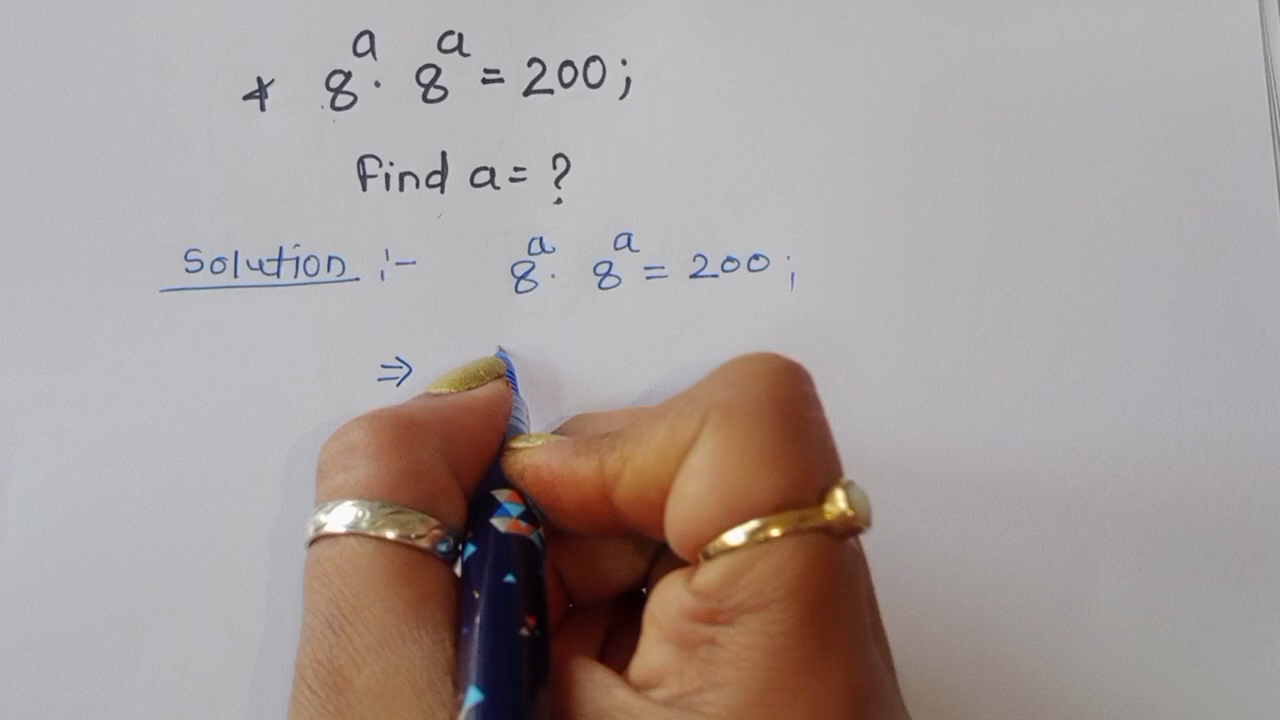 * 8^a · 8^a = 200;
Find a = ?
Solution :- 8^a · 8^a = 200;
⇒